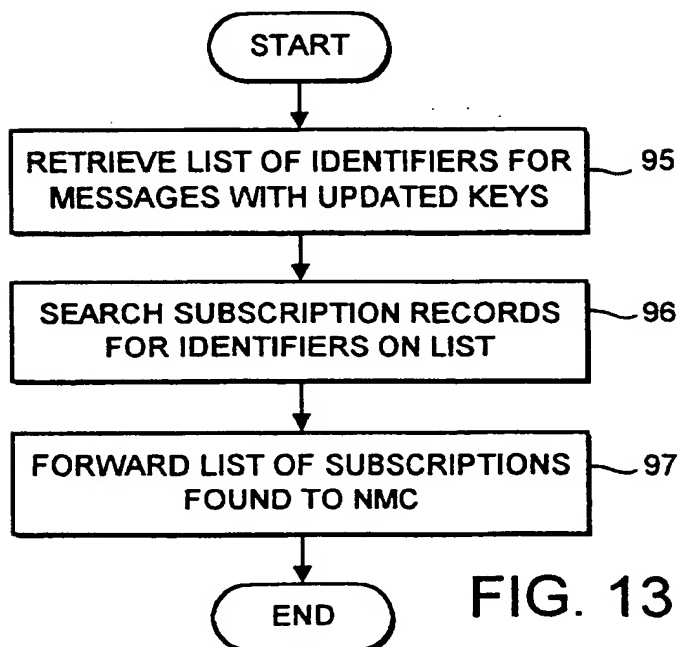 START
RETRIEVE LIST OF IDENTIFIERS FOR
MESSAGES WITH UPDATED KEYS
95
SEARCH SUBSCRIPTION RECORDS
FOR IDENTIFIERS ON LIST
96
FORWARD LIST OF SUBSCRIPTIONS
FOUND TO NMC
97
END
FIG. 13